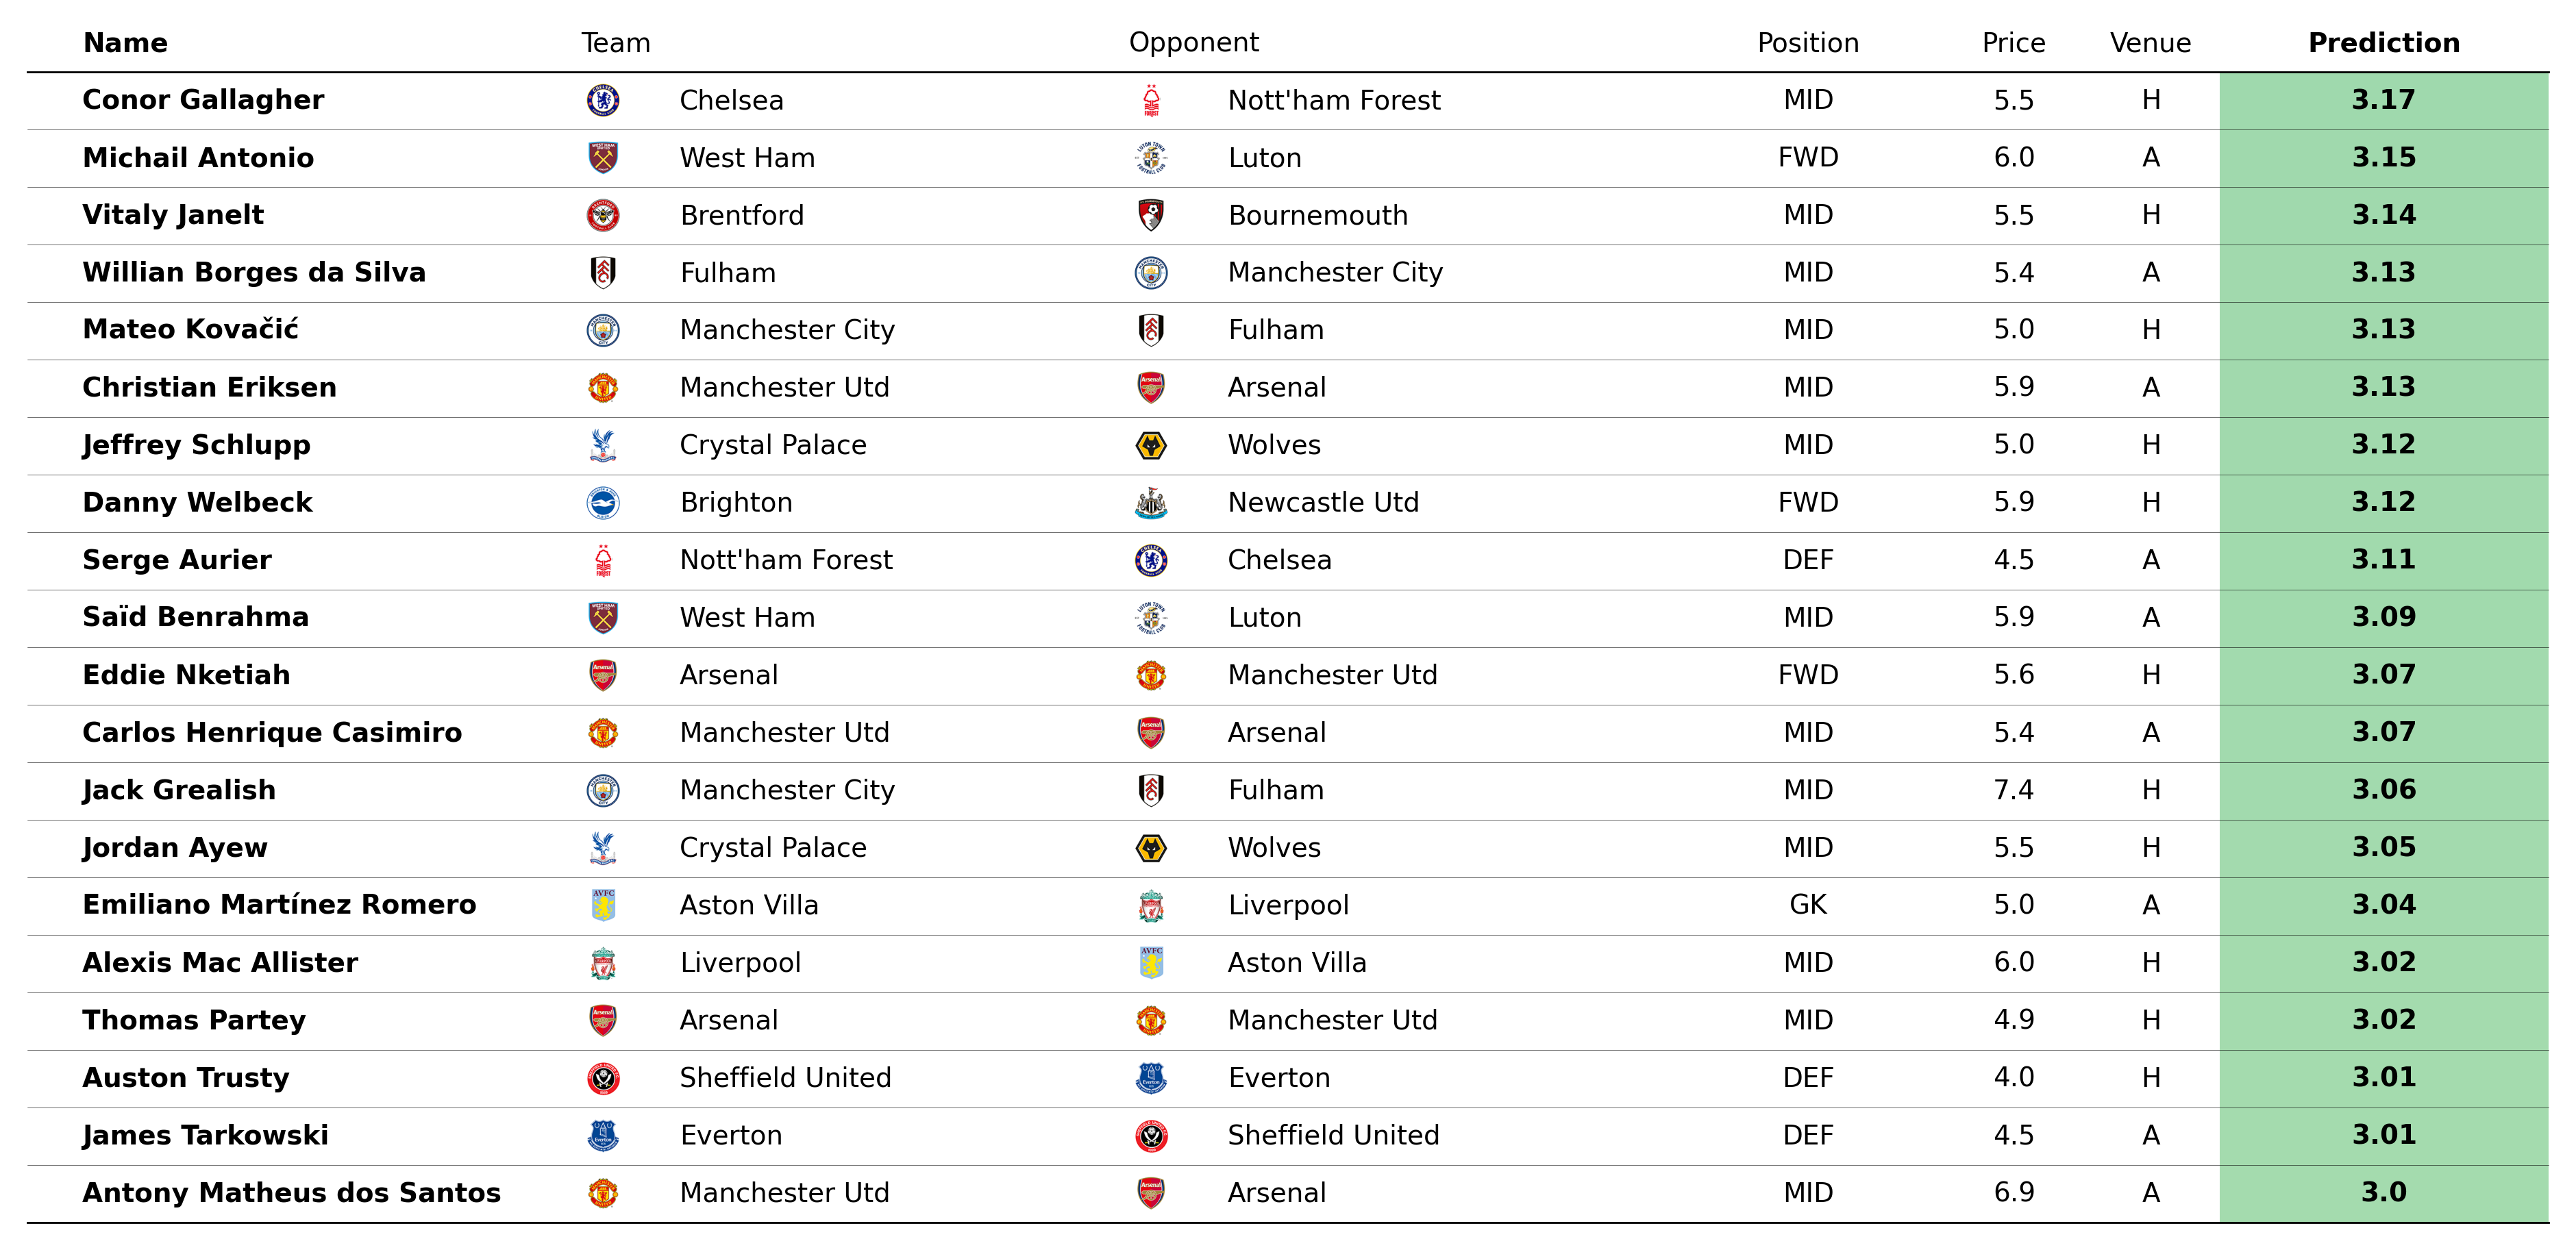 Name Team Opponent Position Price Venue Prediction
Conor Gallagher Chelsea Nott'ham Forest MID 5.5 H 3.17
Michail Antonio West Ham Luton FWD 6.0 A 3.15
Vitaly Janelt Brentford Bournemouth MID 5.5 H 3.14
Willian Borges da Silva Fulham Manchester City MID 5.4 A 3.13
Mateo Kovačić Manchester City Fulham MID 5.0 H 3.13
Christian Eriksen Manchester Utd Arsenal MID 5.9 A 3.13
Jeffrey Schlupp Crystal Palace Wolves MID 5.0 H 3.12
Danny Welbeck Brighton Newcastle Utd FWD 5.9 H 3.12
Serge Aurier Nott'ham Forest Chelsea DEF 4.5 A 3.11
Saïd Benrahma West Ham Luton MID 5.9 A 3.09
Eddie Nketiah Arsenal Manchester Utd FWD 5.6 H 3.07
Carlos Henrique Casimiro Manchester Utd Arsenal MID 5.4 A 3.07
Jack Grealish Manchester City Fulham MID 7.4 H 3.06
Jordan Ayew Crystal Palace Wolves MID 5.5 H 3.05
Emiliano Martínez Romero Aston Villa Liverpool GK 5.0 A 3.04
Alexis Mac Allister Liverpool Aston Villa MID 6.0 H 3.02
Thomas Partey Arsenal Manchester Utd MID 4.9 H 3.02
Auston Trusty Sheffield United Everton DEF 4.0 H 3.01
James Tarkowski Everton Sheffield United DEF 4.5 A 3.01
Antony Matheus dos Santos Manchester Utd Arsenal MID 6.9 A 3.0